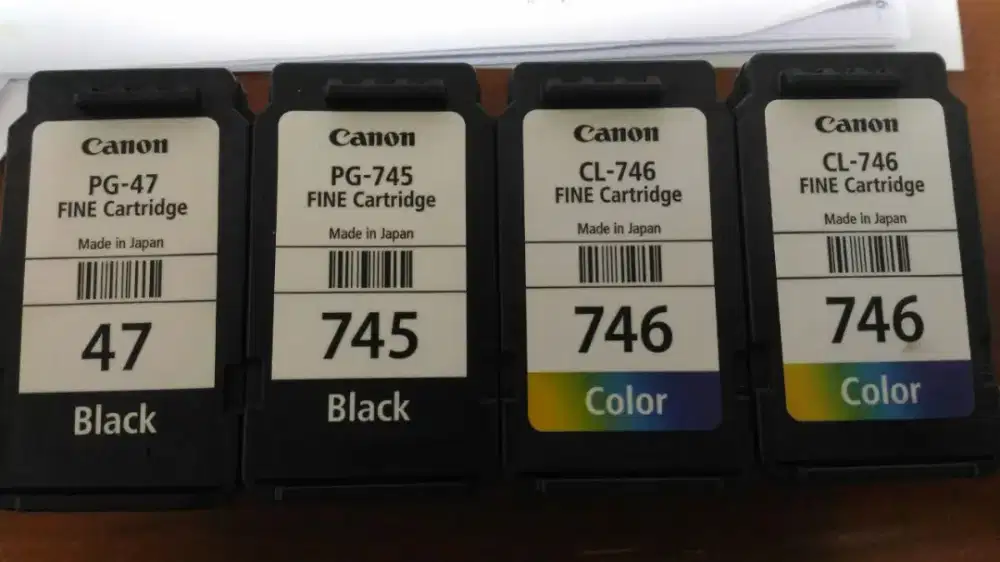 Canon
PG-47
FINE Cartridge
Made in Japan
47
Black
Canon
PG-745
FINE Cartridge
Made in Japan
745
Black
Canon
CL-746
FINE Cartridge
Made in Japan
746
Color
Canon
CL-746
FINE Cartridge
Made in Japan
746
Color